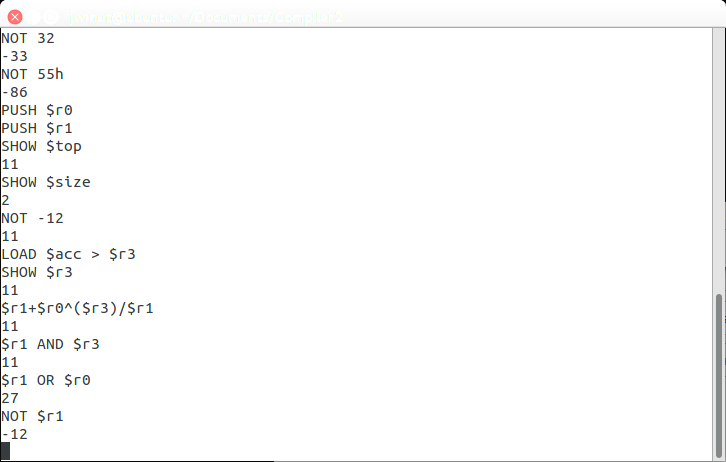 NOT 32
-33
NOT 55h
-86
PUSH $r0
PUSH $r1
SHOW $top
11
SHOW $size
2
NOT -12
11
LOAD $acc > $r3
SHOW $r3
11
$r1+$r0^($r3)/$r1
11
$r1 AND $r3
11
$r1 OR $r0
27
NOT $r1
-12